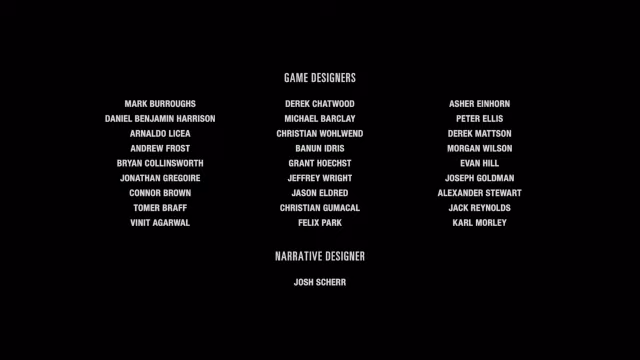 GAME DESIGNERS
MARK BURROUGHS DEREK CHATWOOD ASHER EINHORN
DANIEL BENJAMIN HARRISON MICHAEL BARCLAY PETER ELLIS
ARNALDO LICEA CHRISTIAN WOHLWEND DEREK MATTSON
ANDREW FROST BANUN IDRIS MORGAN WILSON
BRYAN COLLINSWORTH GRANT HOECHST EVAN HILL
JONATHAN GREGOIRE JEFFREY WRIGHT JOSEPH GOLDMAN
CONNOR BROWN JASON ELDRED ALEXANDER STEWART
TOMER BRAFF CHRISTIAN GUMACAL JACK REYNOLDS
VINIT AGARWAL FELIX PARK KARL MORLEY
NARRATIVE DESIGNER
JOSH SCHERR